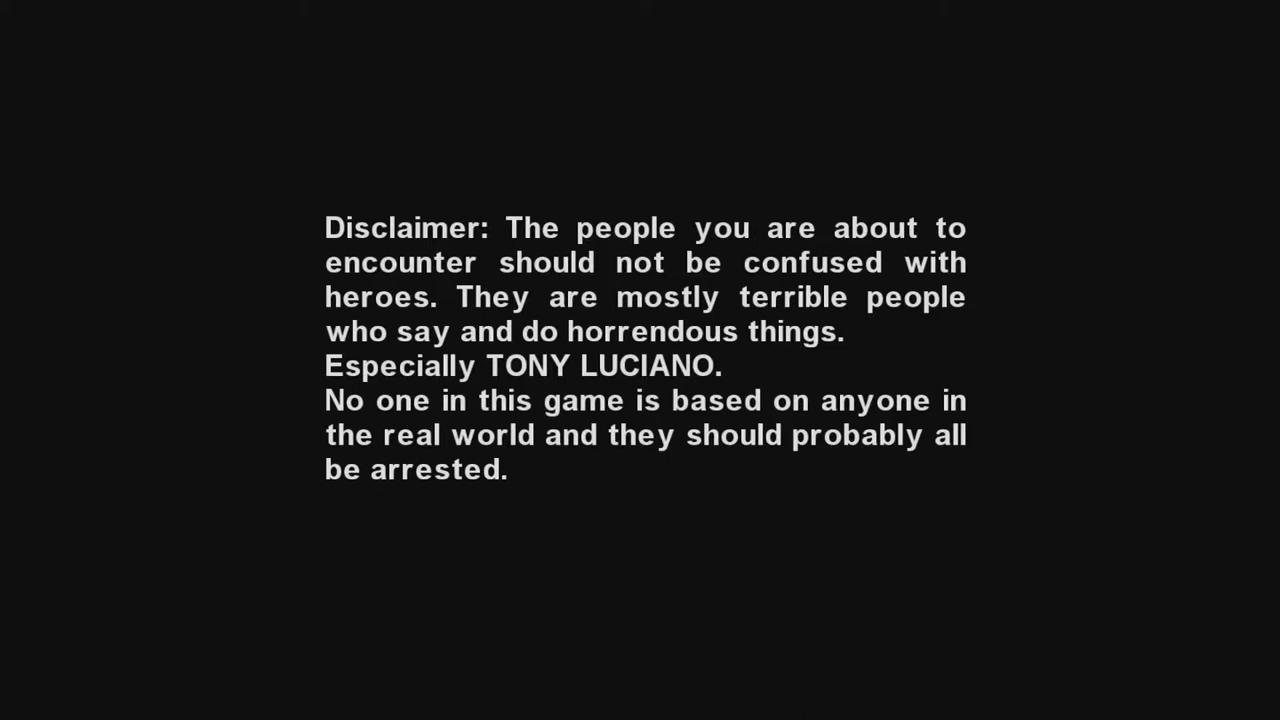 Disclaimer: The people you are about to
encounter should not be confused with
heroes. They are mostly terrible people
who say and do horrendous things.
Especially TONY LUCIANO.
No one in this game is based on anyone in
the real world and they should probably all
be arrested.